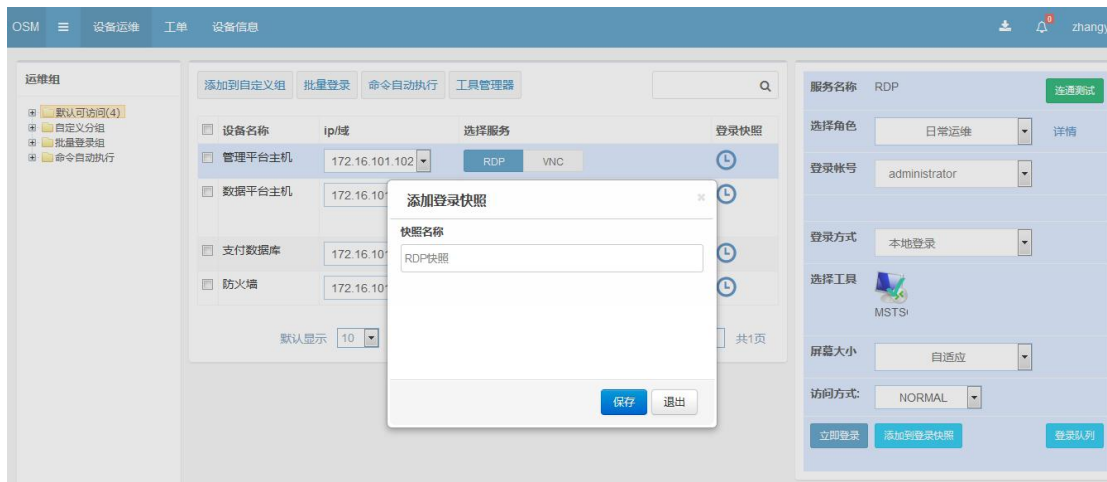 OSM 设备运维 工单 设备信息 0 zhangy
运维组
默认可访问(4)
自定义分组
批量登录组
命令自动执行
添加到自定义组 批量登录 命令自动执行 工具管理器
设备名称 ip/域 选择服务 登录快照
管理平台主机 172.16.101.102 RDP VNC
数据平台主机 172.16.10
支付数据库 172.16.10
防火墙 172.16.10
默认显示 10 共1页
添加登录快照 ×
快照名称
RDP快照
保存 退出
服务名称 RDP 连通测试
选择角色 日常运维 详情
登录帐号 administrator
登录方式 本地登录
选择工具
MSTS
屏幕大小 自适应
访问方式: NORMAL
立即登录 添加到登录快照 登录队列